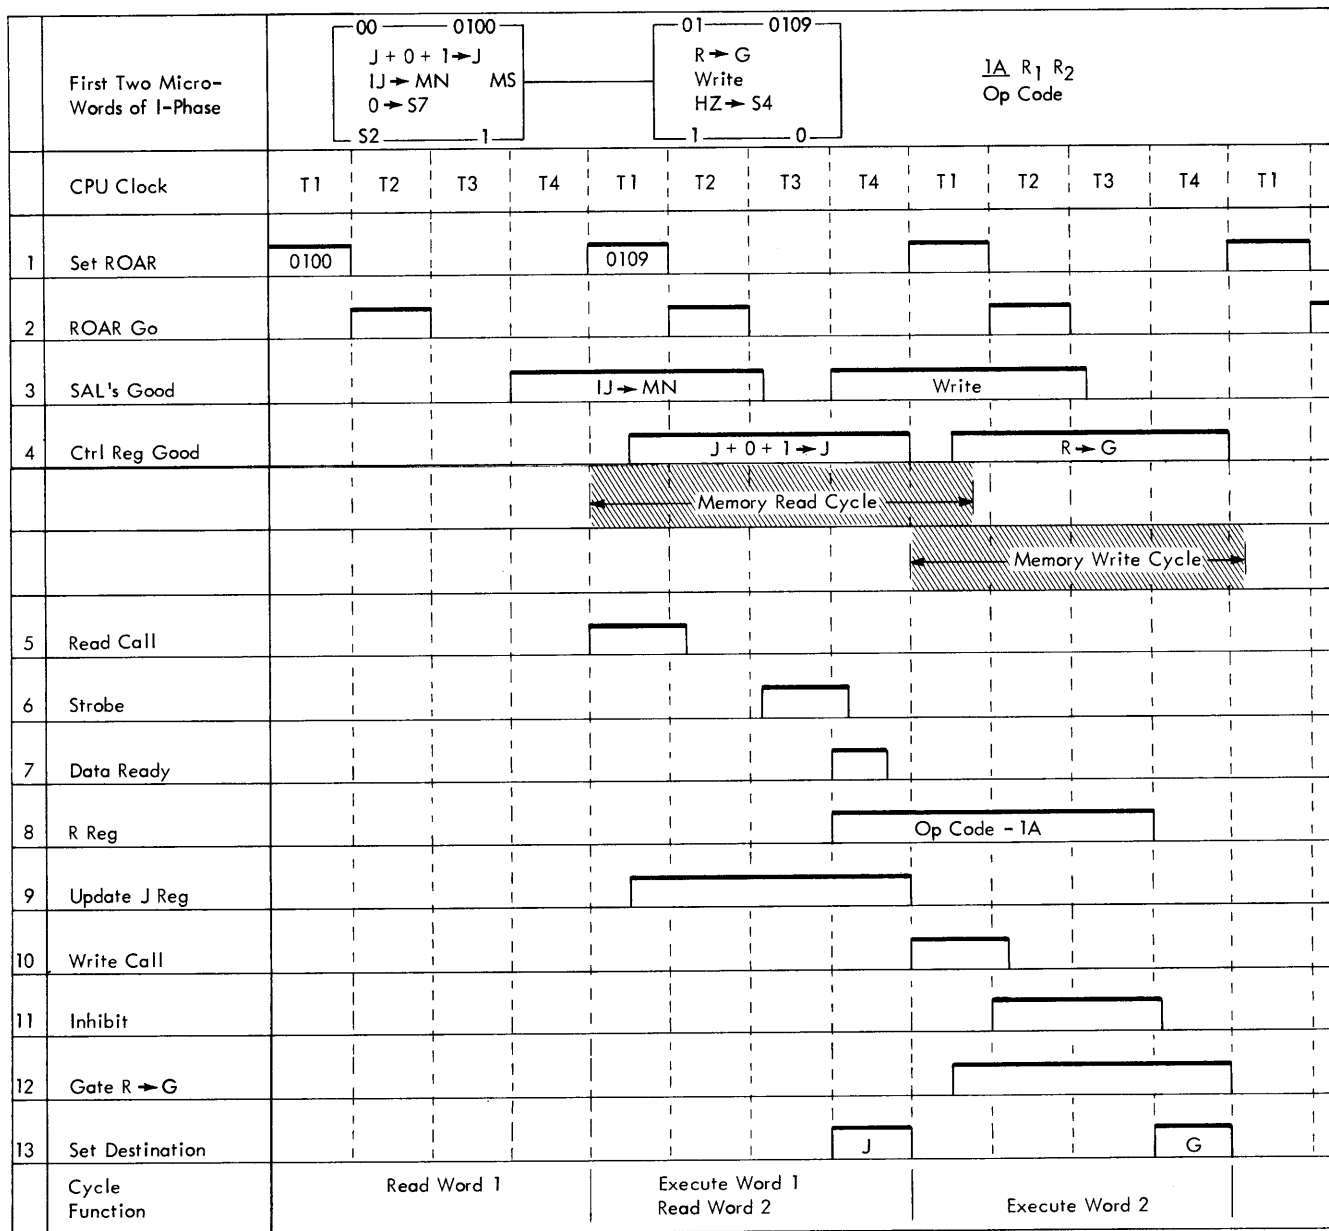 First Two Micro-
Words of I-Phase
00 0100
J + 0 + 1 → J
IJ → MN MS
0 → S7
S2 1
01 0109
R → G
Write
HZ → S4
1 0
1A R1 R2
Op Code
CPU Clock T1 T2 T3 T4 T1 T2 T3 T4 T1 T2 T3 T4 T1
1 Set ROAR 0100 0109
2 ROAR Go
3 SAL's Good IJ → MN Write
4 Ctrl Reg Good J + 0 + 1 → J R → G
Memory Read Cycle
Memory Write Cycle
5 Read Call
6 Strobe
7 Data Ready
8 R Reg Op Code - 1A
9 Update J Reg
10 Write Call
11 Inhibit
12 Gate R → G
13 Set Destination J G
Cycle
Function
Read Word 1
Execute Word 1
Read Word 2
Execute Word 2